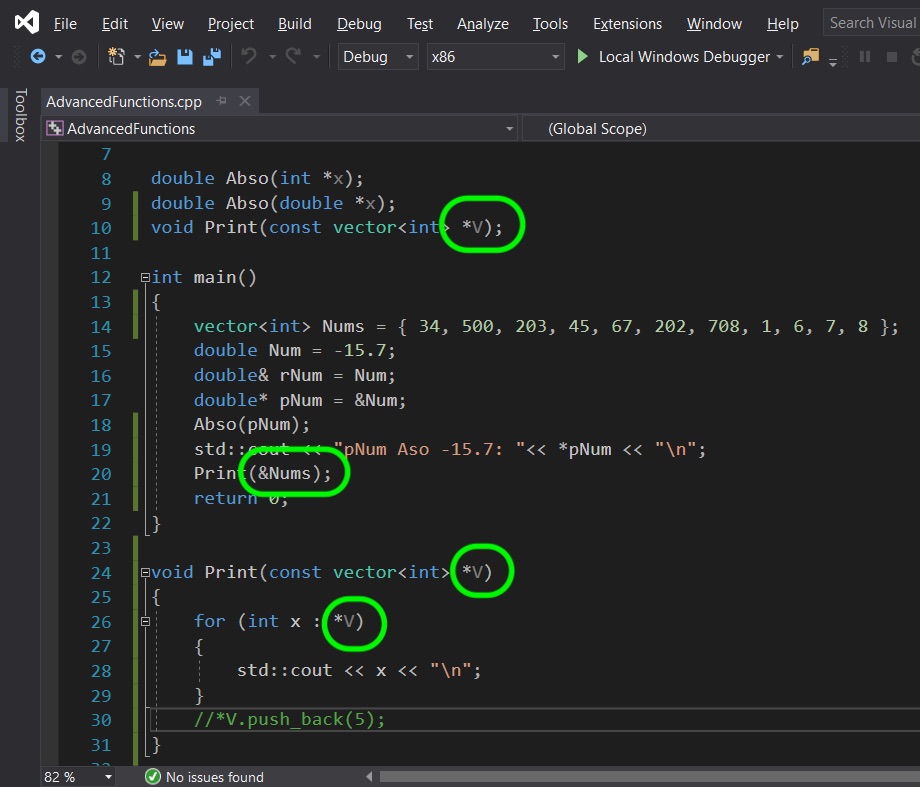 File Edit View Project Build Debug Test Analyze Tools Extensions Window Help Search Visual
Debug x86 Local Windows Debugger
Toolbox
AdvancedFunctions.cpp
AdvancedFunctions (Global Scope)
7
8 double Abso(int *x);
9 double Abso(double *x);
10 void Print(const vector<int> *V);
11
12 int main()
13 {
14 vector<int> Nums = { 34, 500, 203, 45, 67, 202, 708, 1, 6, 7, 8 };
15 double Num = -15.7;
16 double& rNum = Num;
17 double* pNum = &Num;
18 Abso(pNum);
19 std::cout << "pNum Aso -15.7: "<< *pNum << "\n";
20 Print(&Nums);
21 return 0;
22 }
23
24 void Print(const vector<int> *V)
25 {
26 for (int x : *V)
27 {
28 std::cout << x << "\n";
29 }
30 //*V.push_back(5);
31 }
82 % No issues found